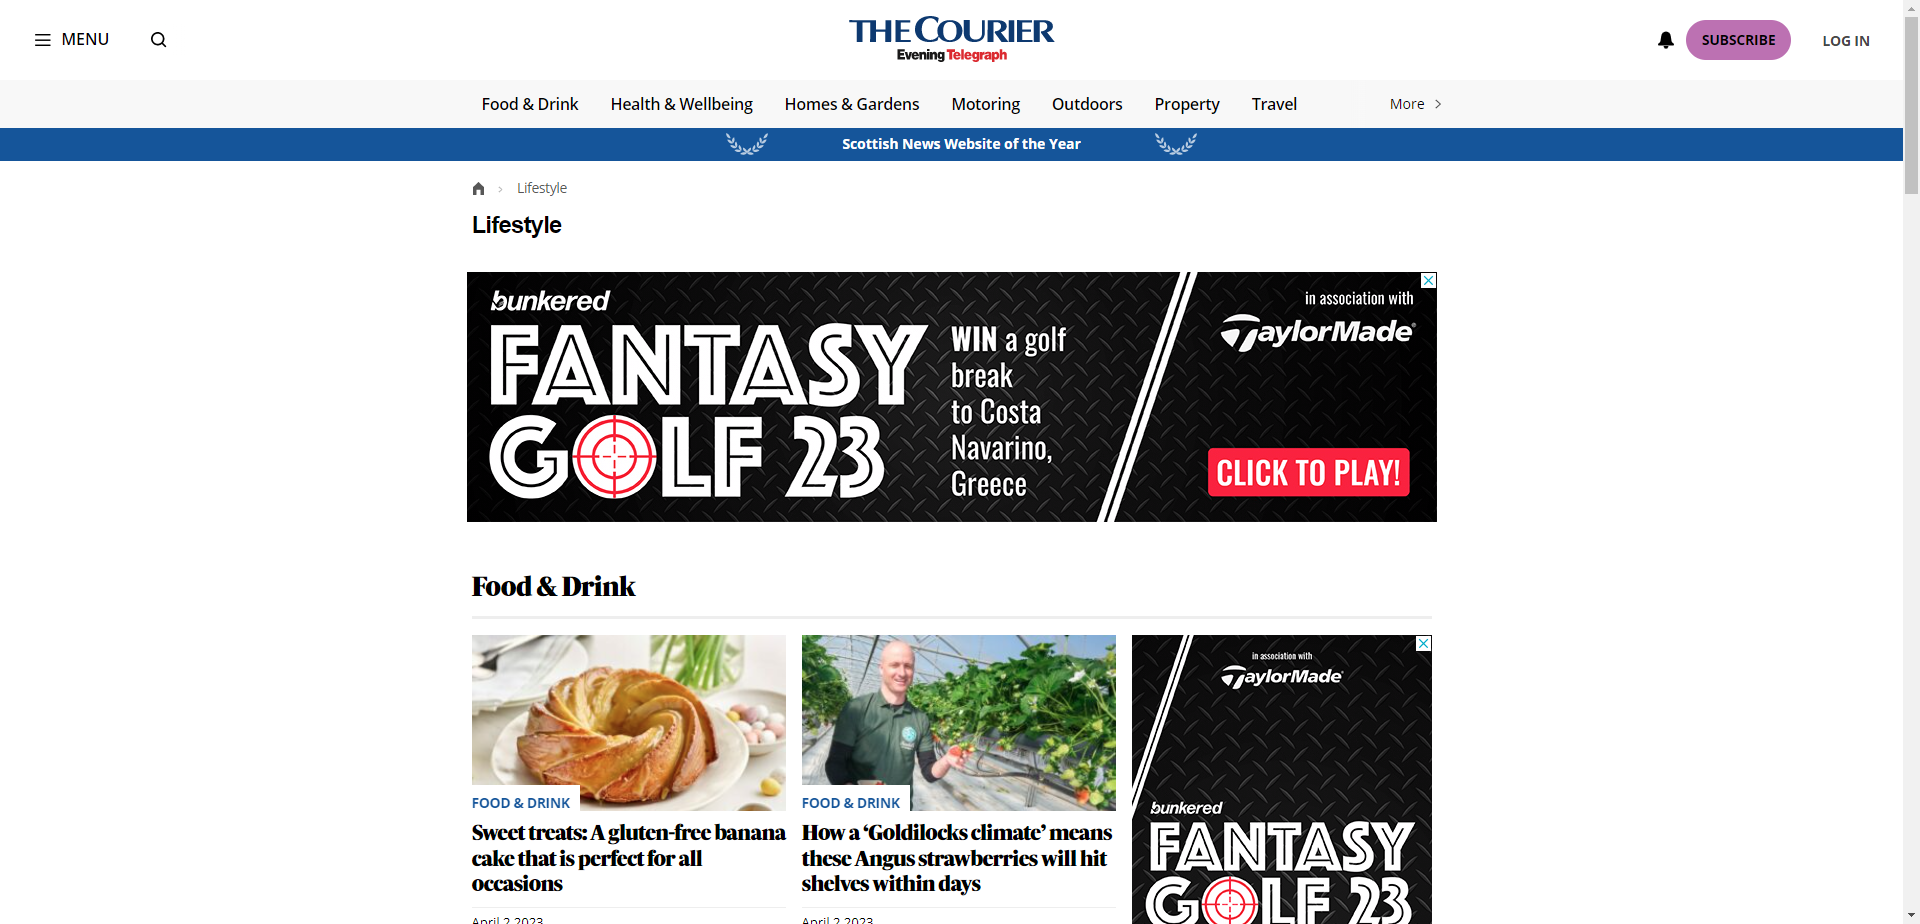 MENU
THE COURIER
Evening Telegraph
SUBSCRIBE
LOG IN
Food & Drink
Health & Wellbeing
Homes & Gardens
Motoring
Outdoors
Property
Travel
More
Scottish News Website of the Year
Lifestyle
Lifestyle
bunkered
FANTASY
GOLF 23
WIN a golf
break
to Costa
Navarino,
Greece
in association with
TaylorMade
CLICK TO PLAY!
Food & Drink
FOOD & DRINK
Sweet treats: A gluten-free banana
cake that is perfect for all
occasions
April 2 2023
FOOD & DRINK
How a ‘Goldilocks climate’ means
these Angus strawberries will hit
shelves within days
April 2 2023
in association with
TaylorMade
bunkered
FANTASY
GOLF 23